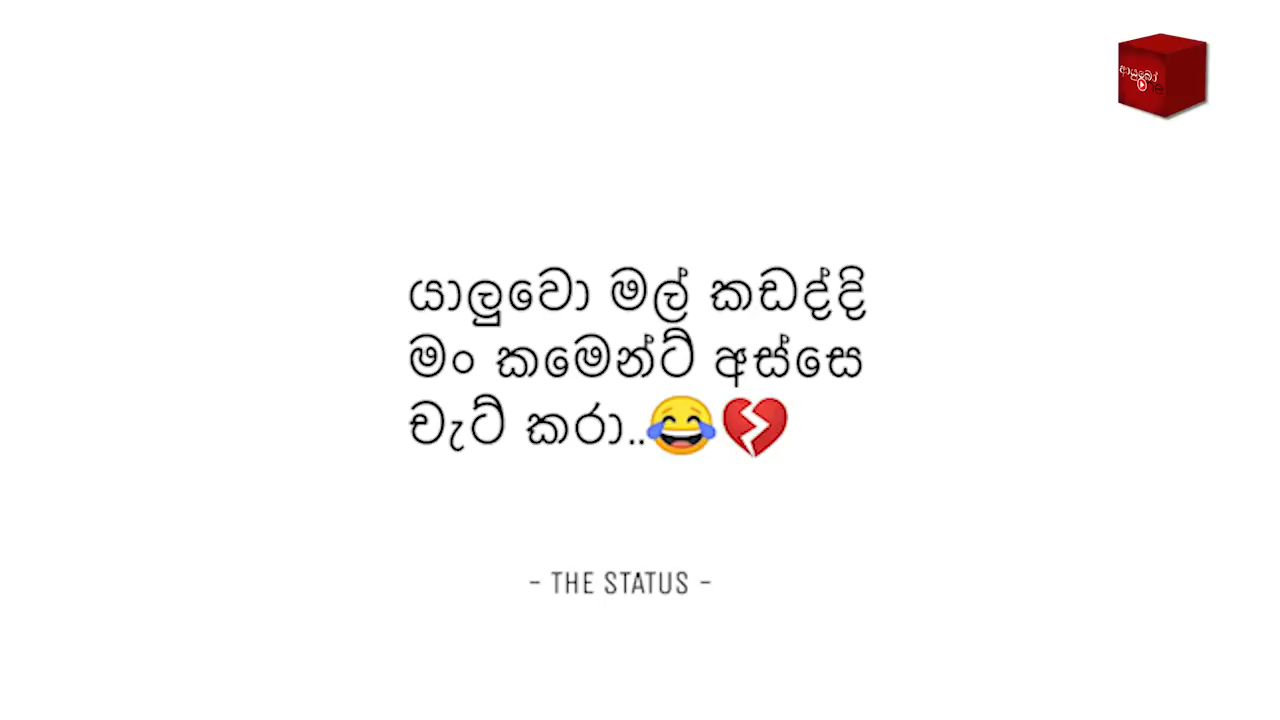 යාලුවො මල් කඩද්දි
මං කමෙන්ට් අස්සෙ
චැට් කරා..😂💔
- THE STATUS -